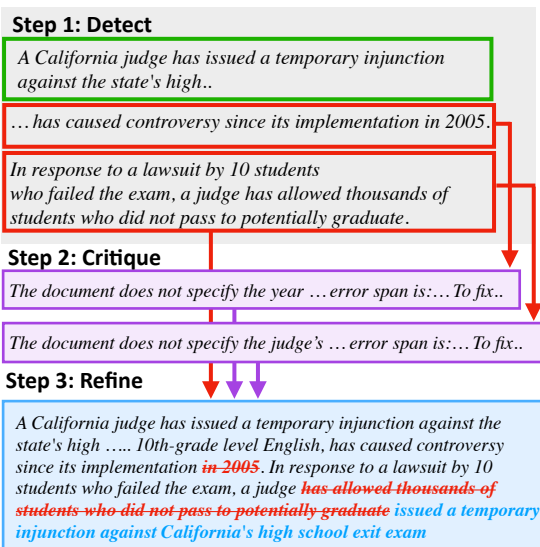 Step 1: Detect
A California judge has issued a temporary injunction
against the state's high..
… has caused controversy since its implementation in 2005.
In response to a lawsuit by 10 students
who failed the exam, a judge has allowed thousands of
students who did not pass to potentially graduate.
Step 2: Critique
The document does not specify the year … error span is:… To fix..
The document does not specify the judge's … error span is:… To fix..
Step 3: Refine
A California judge has issued a temporary injunction against the
state's high ….. 10th-grade level English, has caused controversy
since its implementation in 2005. In response to a lawsuit by 10
students who failed the exam, a judge has allowed thousands of
students who did not pass to potentially graduate issued a temporary
injunction against California's high school exit exam